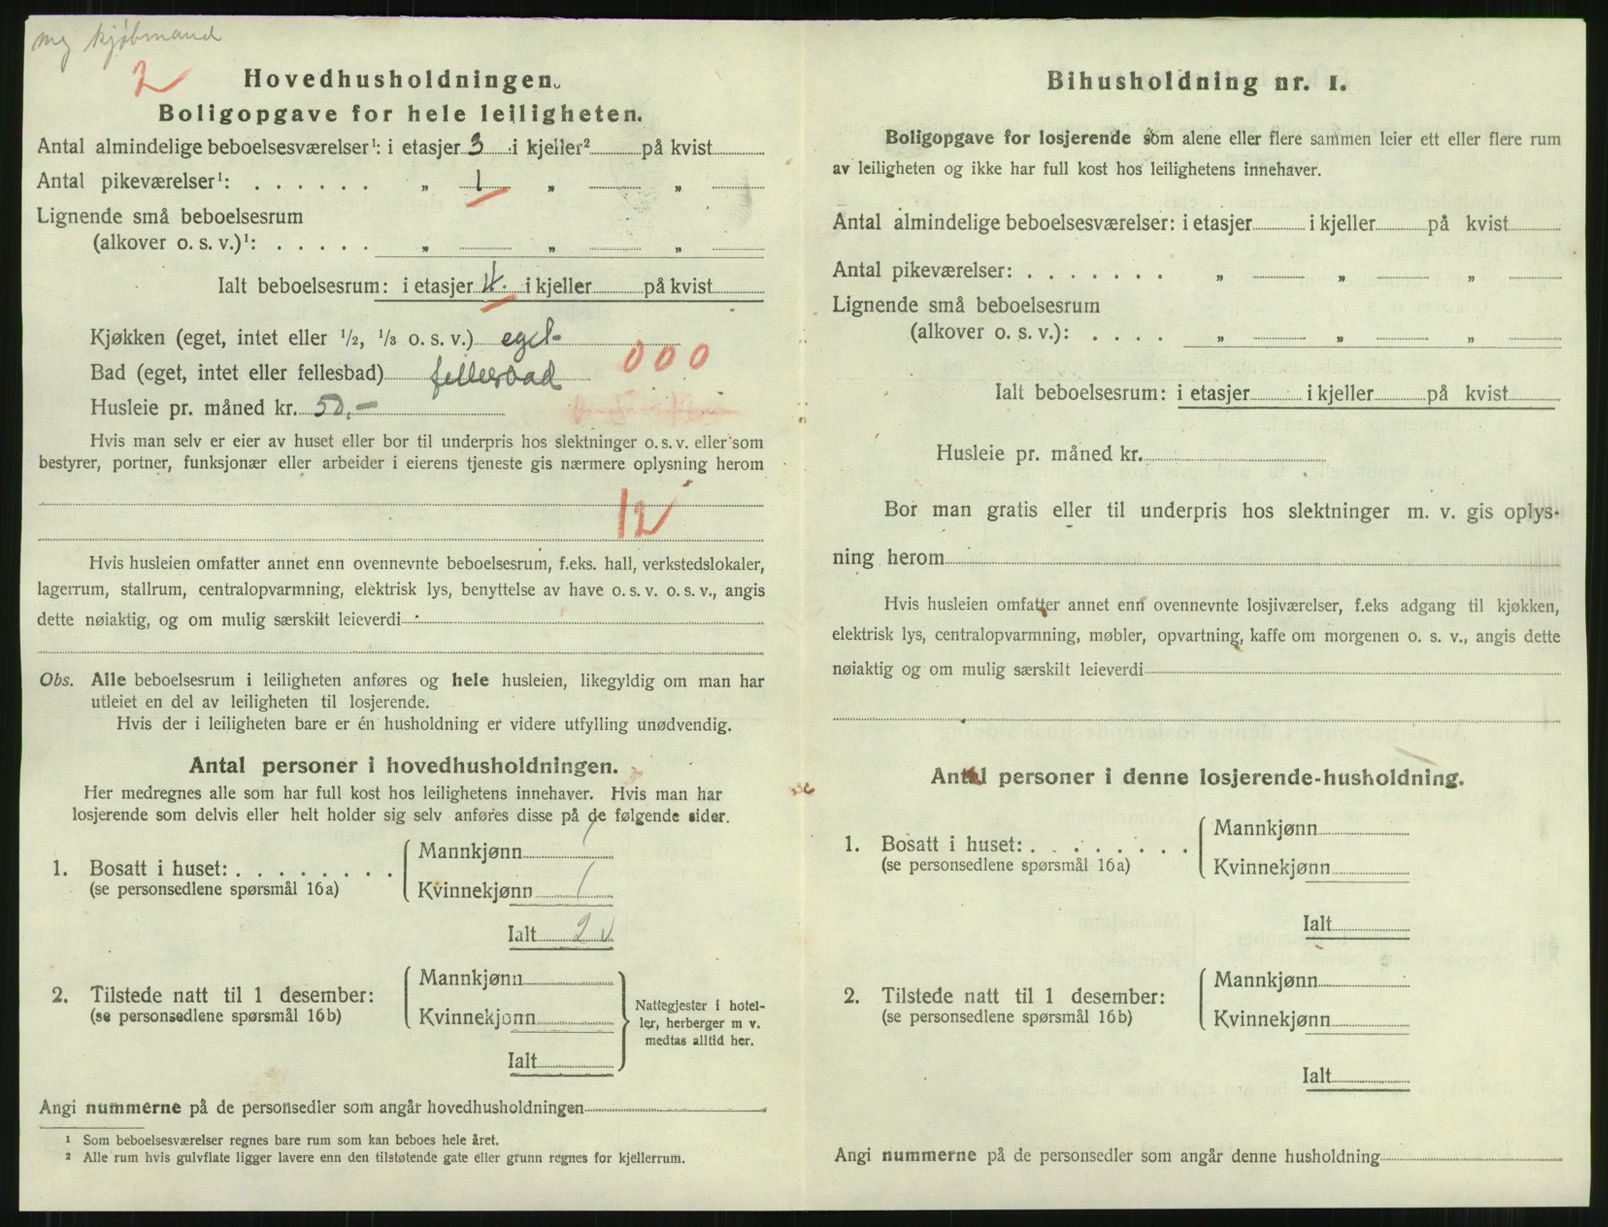 kjøbmand
2
Hovedhusholdningen.
Boligopgave for hele leiligheten.
Antal almindelige beboelsesværelser¹: i etasjer 3 i kjeller² på kvist
Antal pikeværelser¹: . . . . . . „ 1 „ „
Lignende små beboelsesrum
(alkover o. s. v.)¹: . . . . . „ „ „
Ialt beboelsesrum: i etasjer 4. i kjeller på kvist
Kjøkken (eget, intet eller ½, ⅓ o. s. v.) eget
000
Bad (eget, intet eller fellesbad) fellesbad
Husleie pr. måned kr. 50,-
Hvis man selv er eier av huset eller bor til underpris hos slektninger o. s. v. eller som
bestyrer, portner, funksjonær eller arbeider i eierens tjeneste gis nærmere oplysning herom
12
Hvis husleien omfatter annet enn ovennevnte beboelsesrum, f.eks. hall, verkstedslokaler,
lagerrum, stallrum, centralopvarmning, elektrisk lys, benyttelse av have o. s. v. o. s. v., angis
dette nøiaktig, og om mulig særskilt leieverdi
Obs. Alle beboelsesrum i leiligheten anføres og hele husleien, likegyldig om man har
utleiet en del av leiligheten til losjerende.
Hvis der i leiligheten bare er én husholdning er videre utfylling unødvendig.
Antal personer i hovedhusholdningen.
Her medregnes alle som har full kost hos leilighetens innehaver. Hvis man har
losjerende som delvis eller helt holder sig selv anføres disse på de følgende sider.
1. Bosatt i huset: . . . . . . . .
(se personsedlene spørsmål 16a)
Mannkjønn 1
Kvinnekjønn 1
Ialt 2 v
2. Tilstede natt til 1 desember:
(se personsedlene spørsmål 16b)
Mannkjønn
Kvinnekjønn
Ialt
Nattegjester i hotel-
ler, herberger m v.
medtas alltid her.
Angi nummerne på de personsedler som angår hovedhusholdningen
¹ Som beboelsesværelser regnes bare rum som kan beboes hele året.
² Alle rum hvis gulvflate ligger lavere enn den tilstøtende gate eller grunn regnes for kjellerrum.
Bihusholdning nr. 1.
Boligopgave for losjerende som alene eller flere sammen leier ett eller flere rum
av leiligheten og ikke har full kost hos leilighetens innehaver.
Antal almindelige beboelsesværelser: i etasjer i kjeller på kvist
Antal pikeværelser: . . . . . . . „ „ „
Lignende små beboelsesrum
(alkover o. s. v.): . . . . „ „ „
Ialt beboelsesrum: i etasjer i kjeller på kvist
Husleie pr. måned kr.
Bor man gratis eller til underpris hos slektninger m. v. gis oplys-
ning herom
Hvis husleien omfatter annet enn ovennevnte losjiværelser, f.eks adgang til kjøkken,
elektrisk lys, centralopvarmning, møbler, opvartning, kaffe om morgenen o. s. v., angis dette
nøiaktig og om mulig særskilt leieverdi
Antal personer i denne losjerende-husholdning.
1. Bosatt i huset: . . . . . . . .
(se personsedlene spørsmål 16a)
Mannkjønn
Kvinnekjønn
Ialt
2. Tilstede natt til 1 desember:
(se personsedlene spørsmål 16b)
Mannkjønn
Kvinnekjønn
Ialt
Angi nummerne på de personsedler som angår denne husholdning